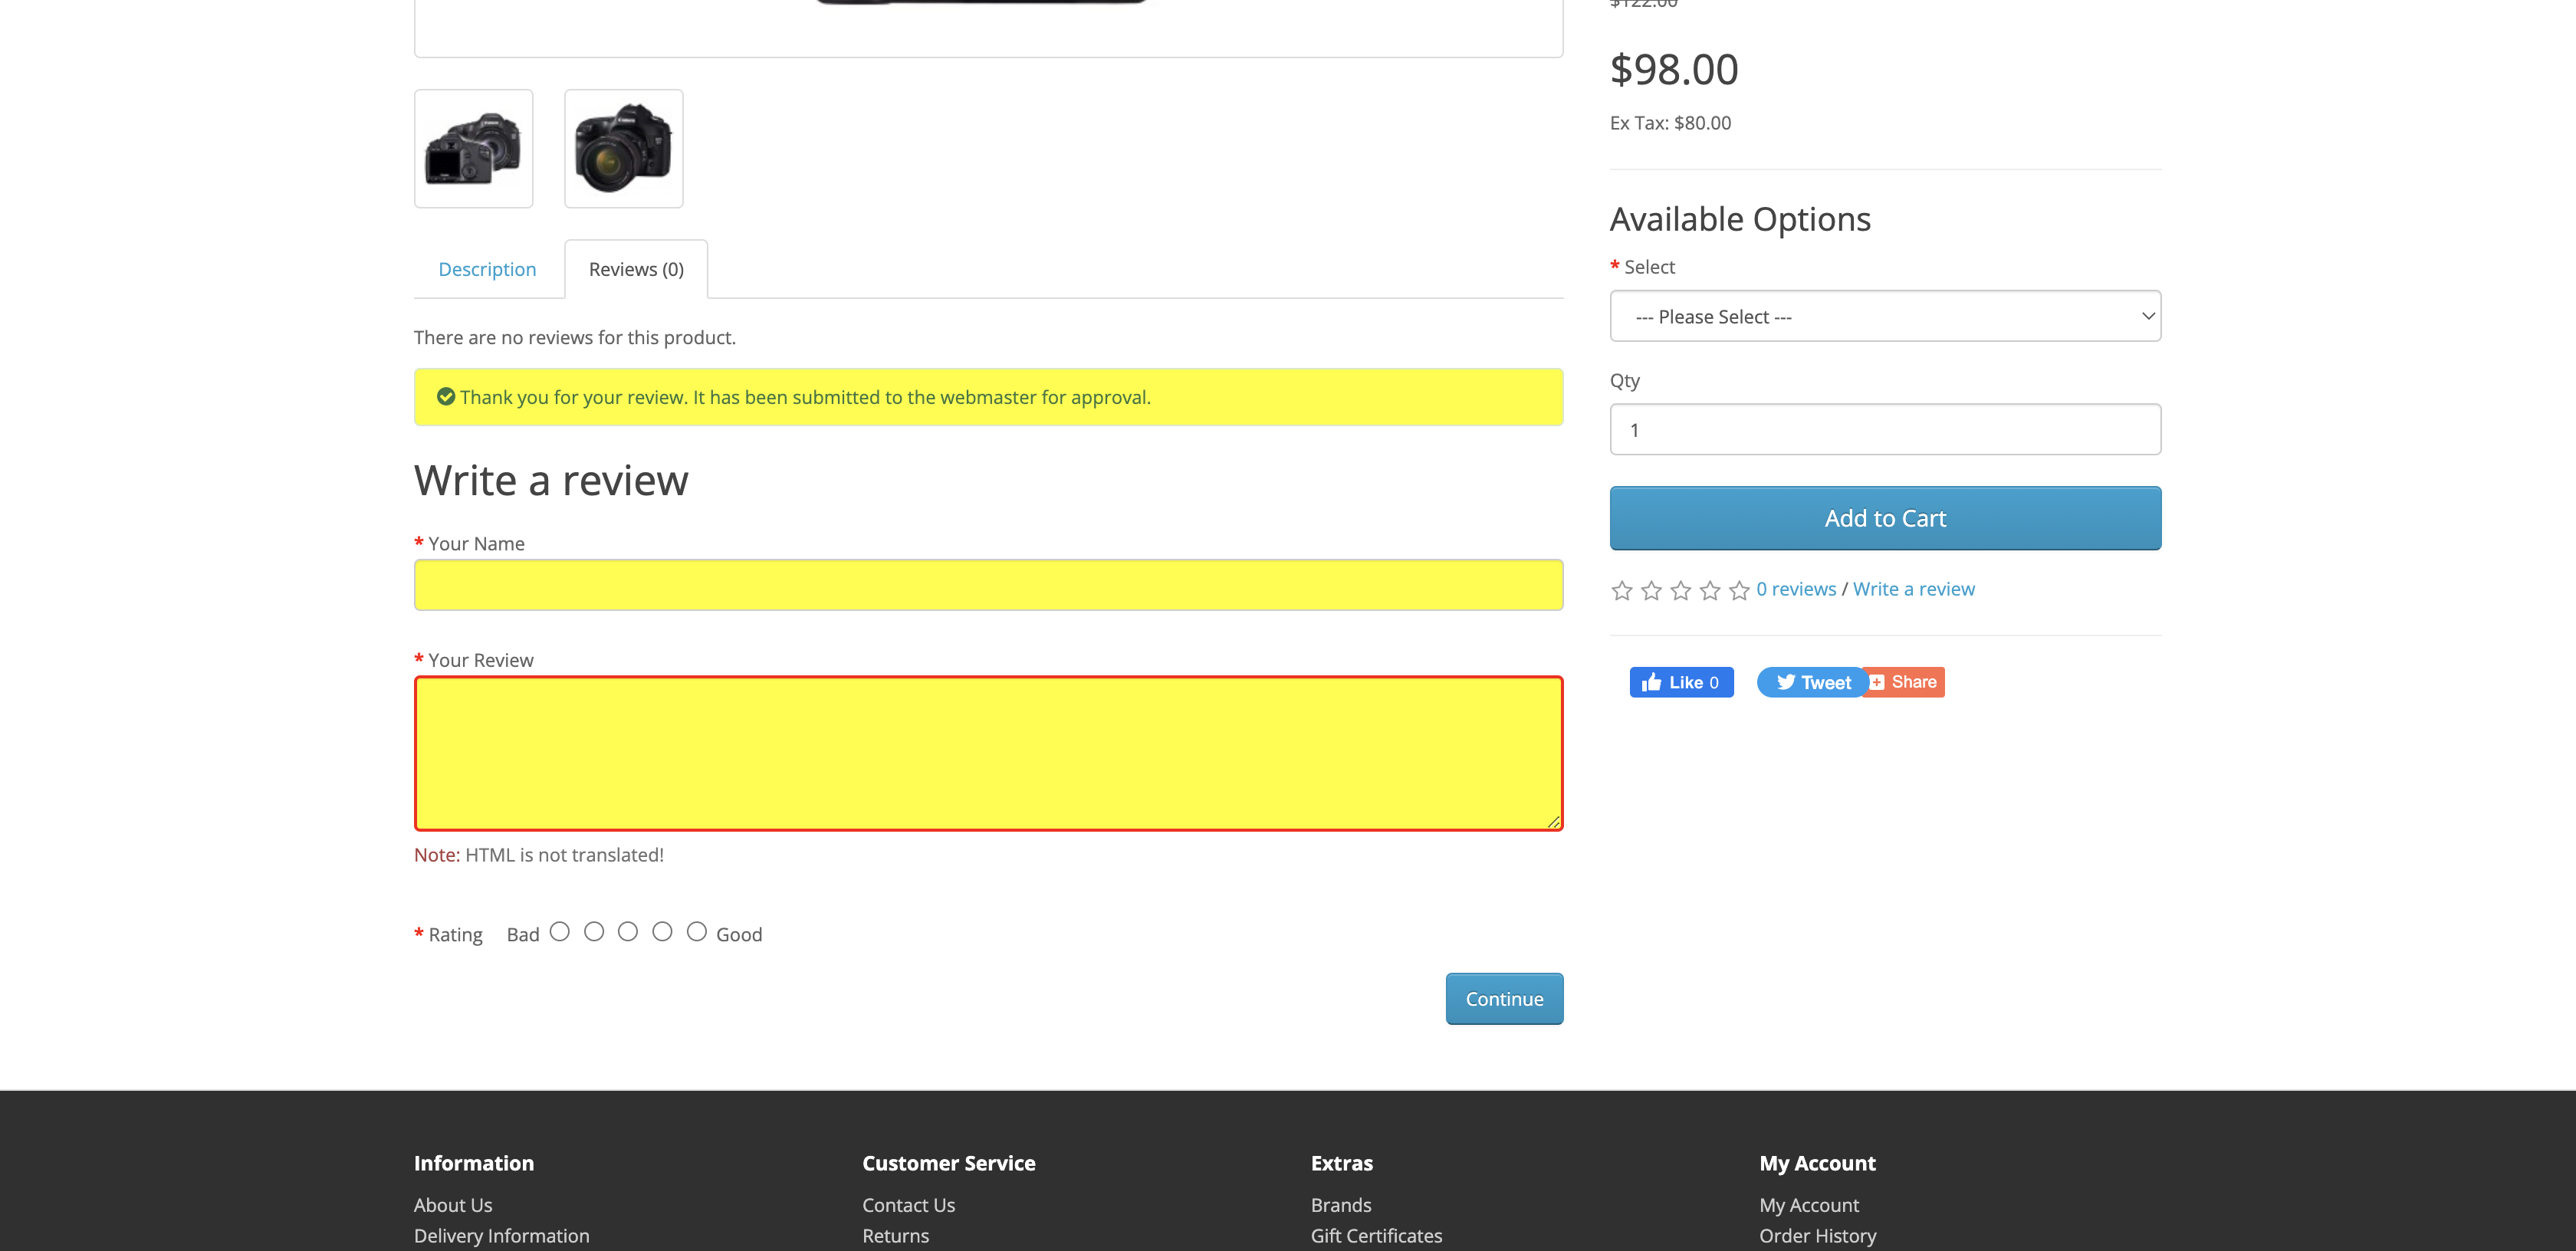 $122.00
$98.00
Ex Tax: $80.00
Available Options
* Select
--- Please Select ---
Qty
1
Add to Cart
0 reviews / Write a review
Like 0
Tweet
Share
Description
Reviews (0)
There are no reviews for this product.
Thank you for your review. It has been submitted to the webmaster for approval.
Write a review
* Your Name
* Your Review
Note: HTML is not translated!
* Rating Bad Good
Continue
Information
About Us
Delivery Information
Customer Service
Contact Us
Returns
Extras
Brands
Gift Certificates
My Account
My Account
Order History